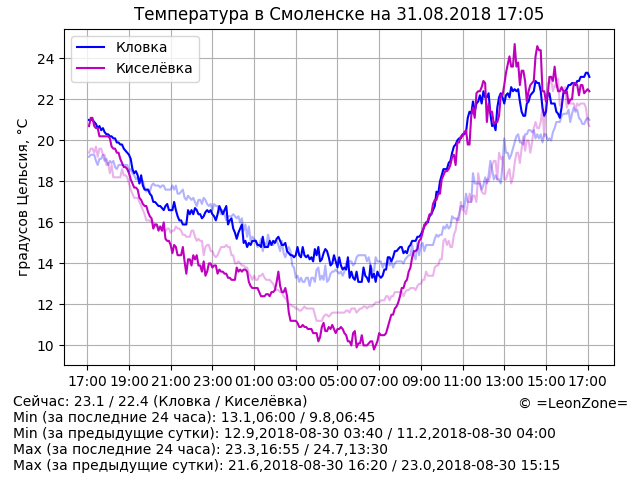 Температура в Смоленске на 31.08.2018 17:05
Кловка
Киселёвка
градусов Цельсия, °C
24
22
20
18
16
14
12
10
17:00 19:00 21:00 23:00 01:00 03:00 05:00 07:00 09:00 11:00 13:00 15:00 17:00
Сейчас: 23.1 / 22.4 (Кловка / Киселёвка)
© =LeonZone=
Min (за последние 24 часа): 13.1,06:00 / 9.8,06:45
Min (за предыдущие сутки): 12.9,2018-08-30 03:40 / 11.2,2018-08-30 04:00
Max (за последние 24 часа): 23.3,16:55 / 24.7,13:30
Max (за предыдущие сутки): 21.6,2018-08-30 16:20 / 23.0,2018-08-30 15:15